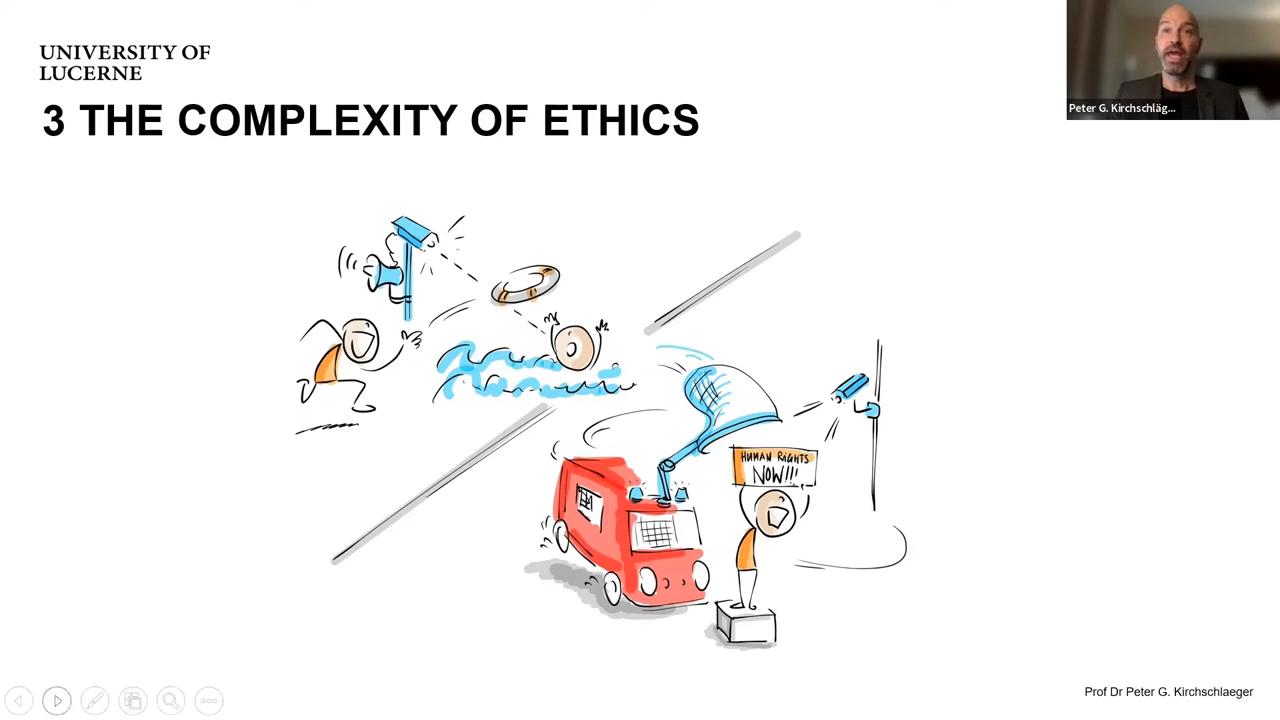 UNIVERSITY OF
LUCERNE
3 THE COMPLEXITY OF ETHICS
Peter G. Kirchschläg...
HUMAN RIGHTS
NOW!!!
Prof Dr Peter G. Kirchschlaeger